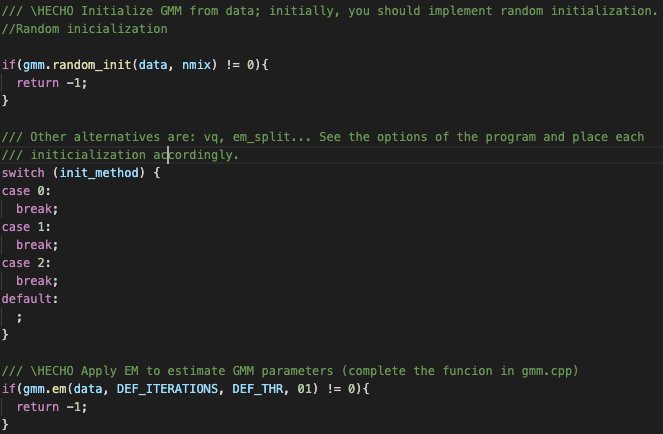 /// \HECHO Initialize GMM from data; initially, you should implement random initialization.
//Random inicialization
if(gmm.random_init(data, nmix) != 0){
return -1;
}
/// Other alternatives are: vq, em_split... See the options of the program and place each
/// initicialization accordingly.
switch (init_method) {
case 0:
break;
case 1:
break;
case 2:
break;
default:
;
}
/// \HECHO Apply EM to estimate GMM parameters (complete the funcion in gmm.cpp)
if(gmm.em(data, DEF_ITERATIONS, DEF_THR, 01) != 0){
return -1;
}